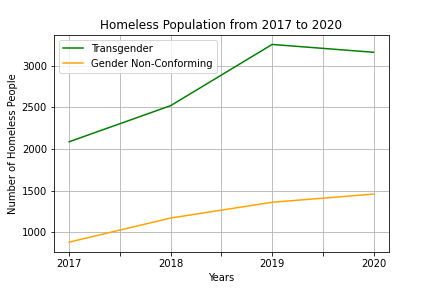 Homeless Population from 2017 to 2020
Transgender
Gender Non-Conforming
Number of Homeless People
3000
2500
2000
1500
1000
2017 2018 2019 2020
Years